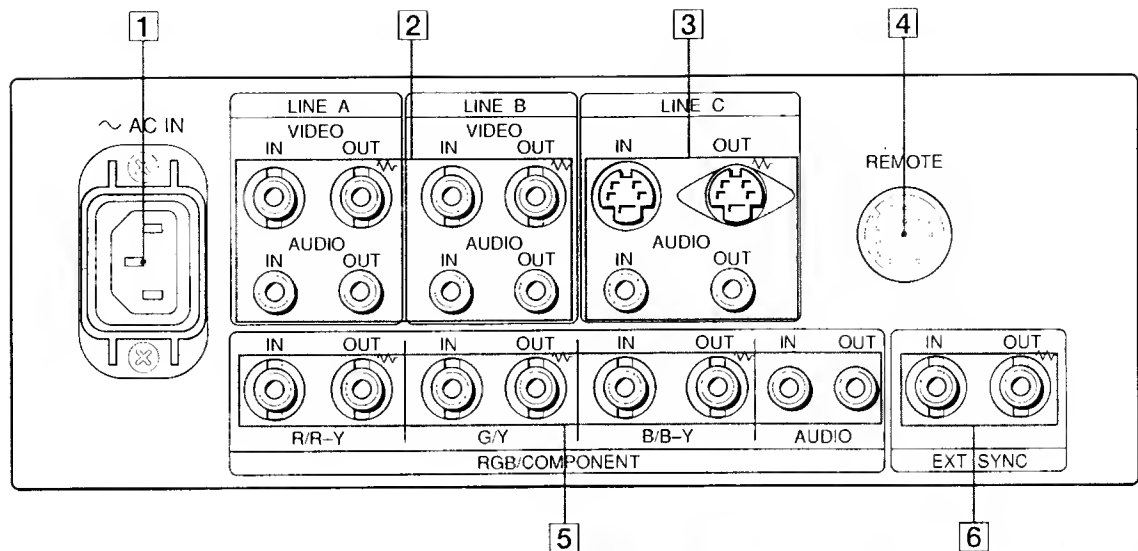 1 2 3 4
LINE A LINE B LINE C
∼ AC IN
VIDEO VIDEO
IN OUT IN OUT IN OUT
REMOTE
AUDIO AUDIO AUDIO
IN OUT IN OUT IN OUT
IN OUT IN OUT IN OUT IN OUT IN OUT
R/R-Y G/Y B/B-Y AUDIO
RGB/COMPONENT EXT SYNC
5 6